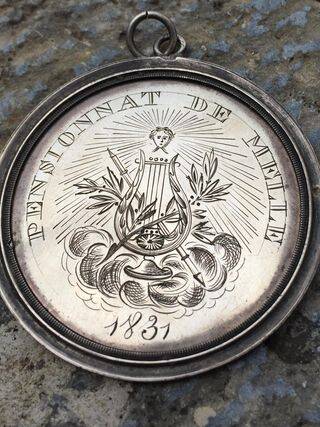 PENSIONNAT DE MELLE
1831